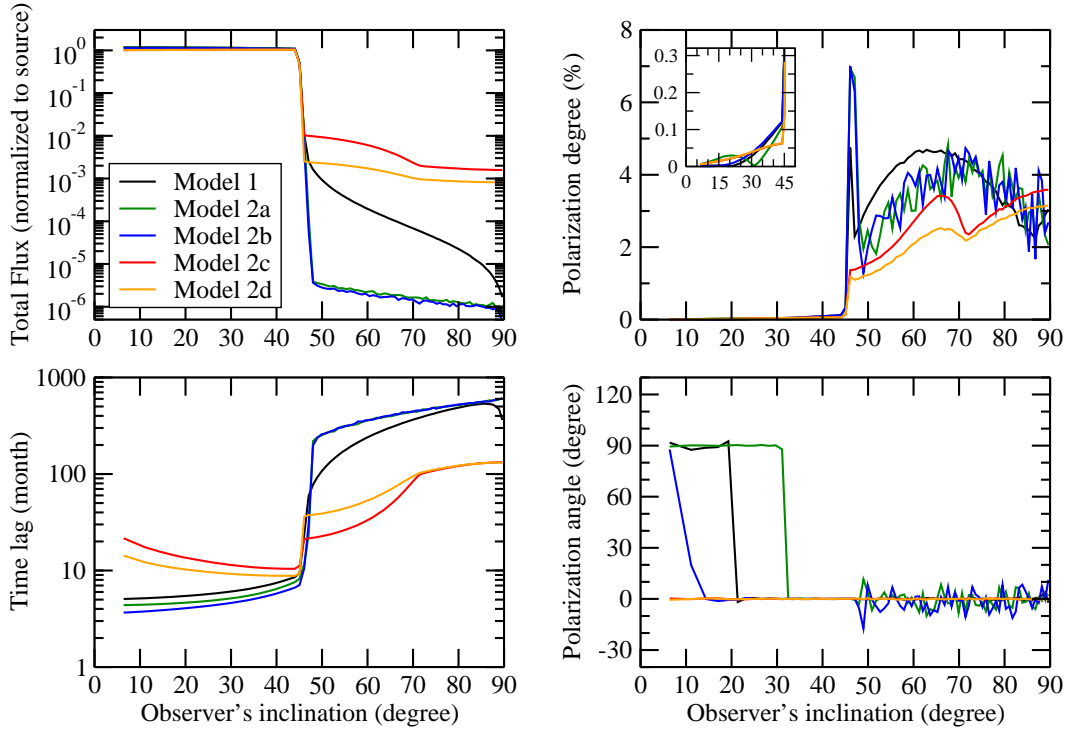 Total Flux (normalized to source)
10^0
10^-1
10^-2
10^-3
10^-4
10^-5
10^-6
Model 1
Model 2a
Model 2b
Model 2c
Model 2d
0 10 20 30 40 50 60 70 80 90
Polarization degree (%)
8
6
4
2
0
0.3
0.2
0.1
0
0 15 30 45
0 10 20 30 40 50 60 70 80 90
Time lag (month)
1000
100
10
1
0 10 20 30 40 50 60 70 80 90
Observer's inclination (degree)
Polarization angle (degree)
120
90
60
30
0
-30
0 10 20 30 40 50 60 70 80 90
Observer's inclination (degree)